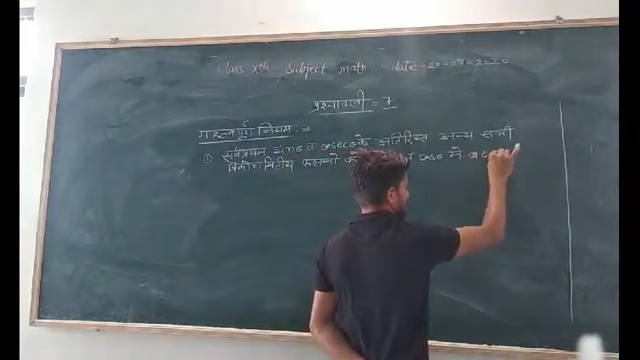 Class xth Subject math - date - 20-07-2020
प्रश्नावली = 7
महत्वपूर्ण नियम :⇒
① सर्वप्रथम sinθ व cosecθ के अतिरिक्त अन्य सभी
त्रिकोणमितीय फलनो को व cosθ में